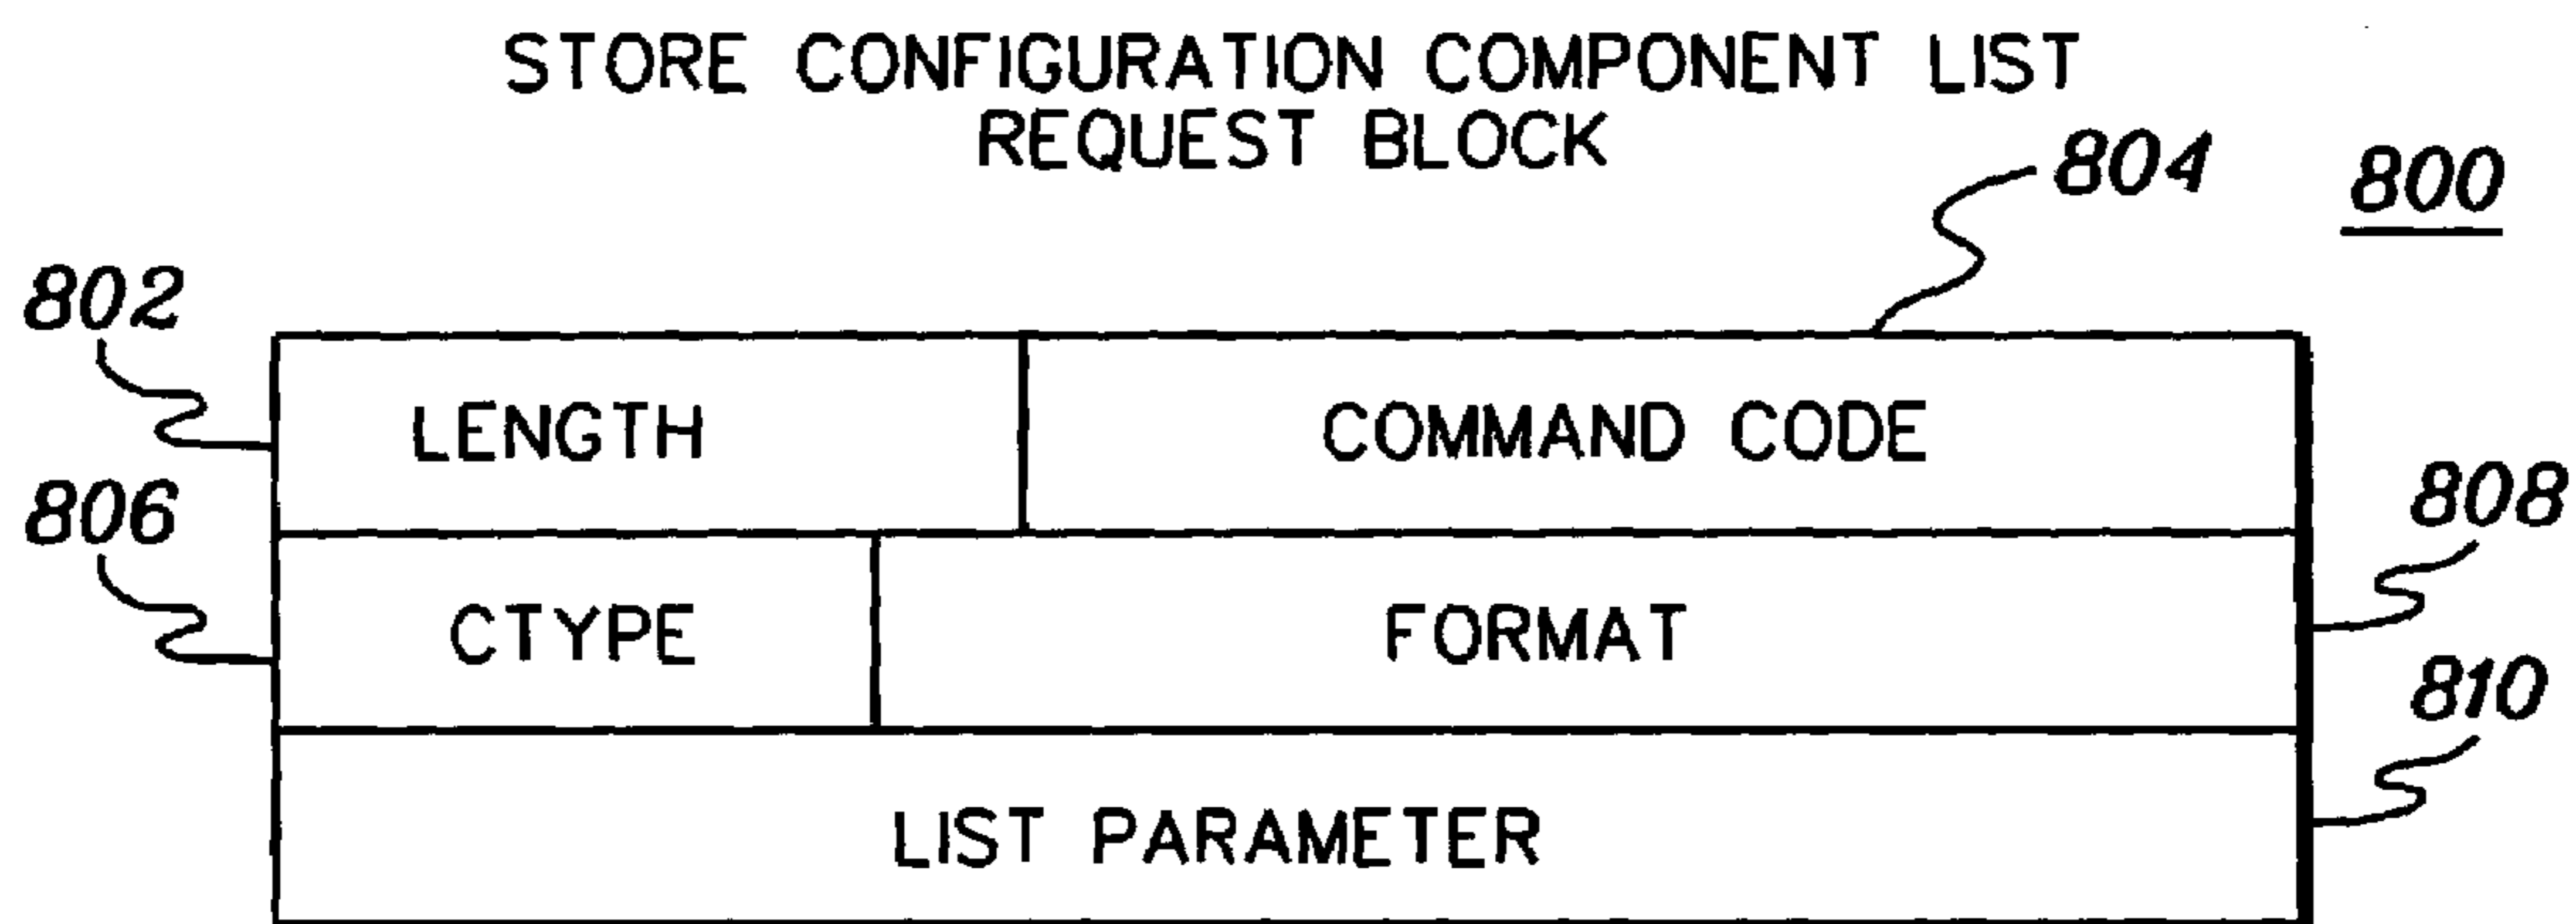 STORE CONFIGURATION COMPONENT LIST
REQUEST BLOCK
804
800
802
LENGTH
COMMAND CODE
806
808
CTYPE
FORMAT
810
LIST PARAMETER